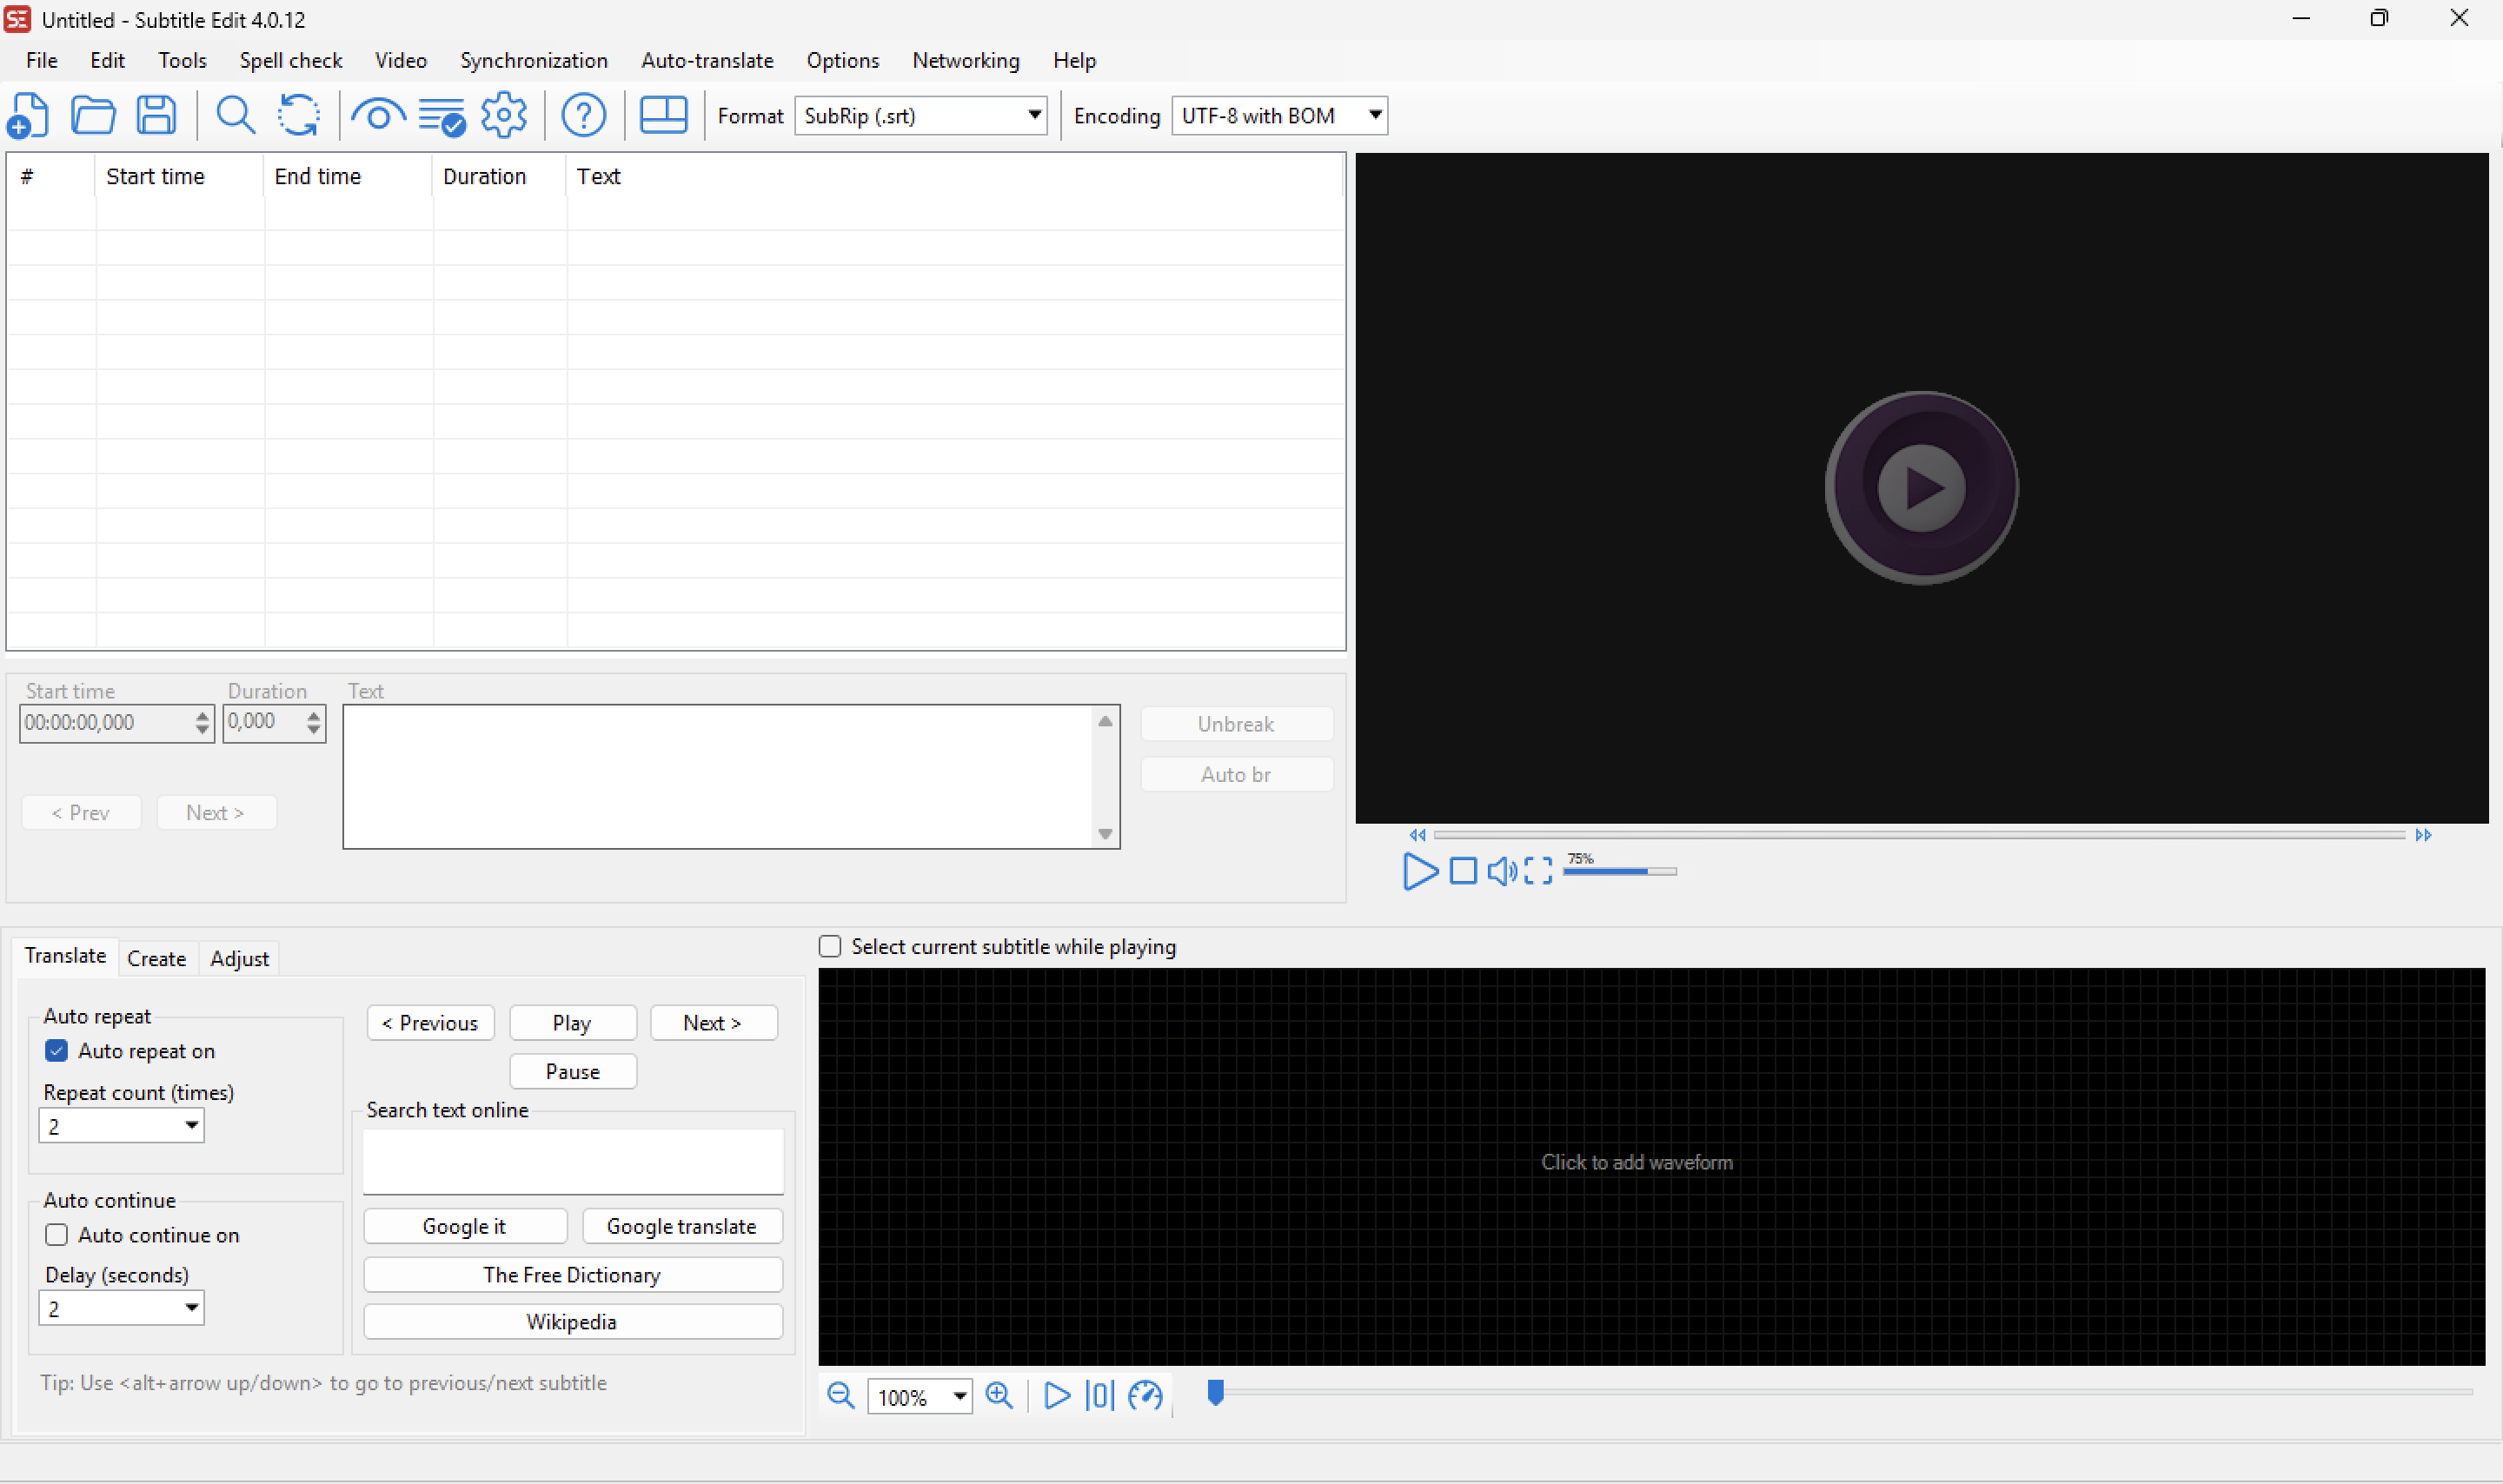 SE Untitled - Subtitle Edit 4.0.12
File Edit Tools Spell check Video Synchronization Auto-translate Options Networking Help
Format SubRip (.srt) Encoding UTF-8 with BOM
# Start time End time Duration Text
Start time Duration Text
00:00:00,000 0,000
Unbreak
Auto br
< Prev Next >
75%
Translate Create Adjust
Select current subtitle while playing
Auto repeat
Auto repeat on
Repeat count (times)
2
< Previous Play Next >
Pause
Search text online
Google it Google translate
The Free Dictionary
Wikipedia
Auto continue
Auto continue on
Delay (seconds)
2
Tip: Use <alt+arrow up/down> to go to previous/next subtitle
Click to add waveform
100%